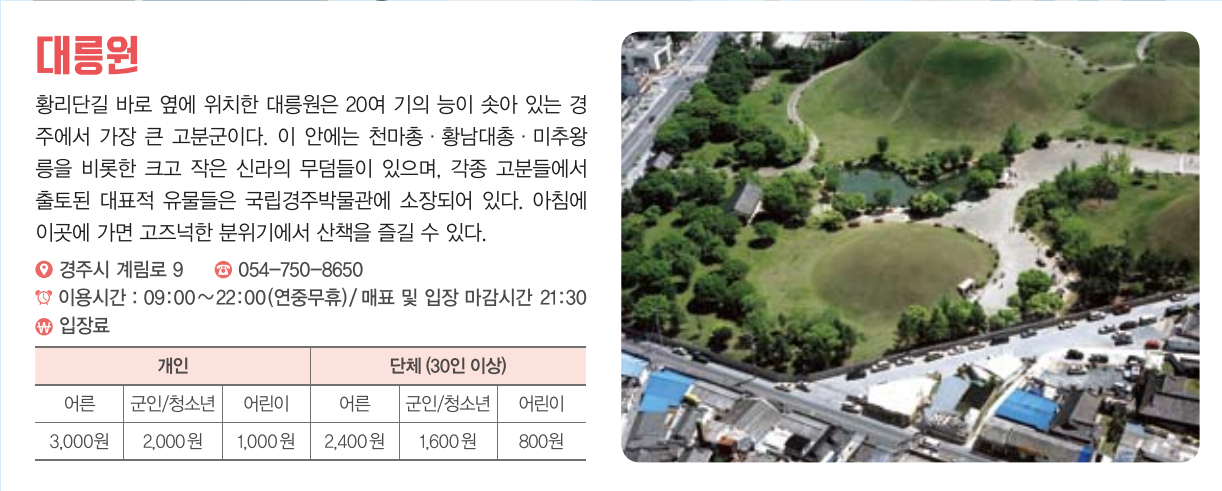 대릉원
황리단길 바로 옆에 위치한 대릉원은 20여 기의 능이 솟아 있는 경
주에서 가장 큰 고분군이다. 이 안에는 천마총·황남대총·미추왕
릉을 비롯한 크고 작은 신라의 무덤들이 있으며, 각종 고분들에서
출토된 대표적 유물들은 국립경주박물관에 소장되어 있다. 아침에
이곳에 가면 고즈넉한 분위기에서 산책을 즐길 수 있다.
경주시 계림로 9 054-750-8650
이용시간 : 09:00~22:00(연중무휴)/매표 및 입장 마감시간 21:30
₩ 입장료
개인 단체 (30인 이상)
어른 군인/청소년 어린이 어른 군인/청소년 어린이
3,000원 2,000원 1,000원 2,400원 1,600원 800원